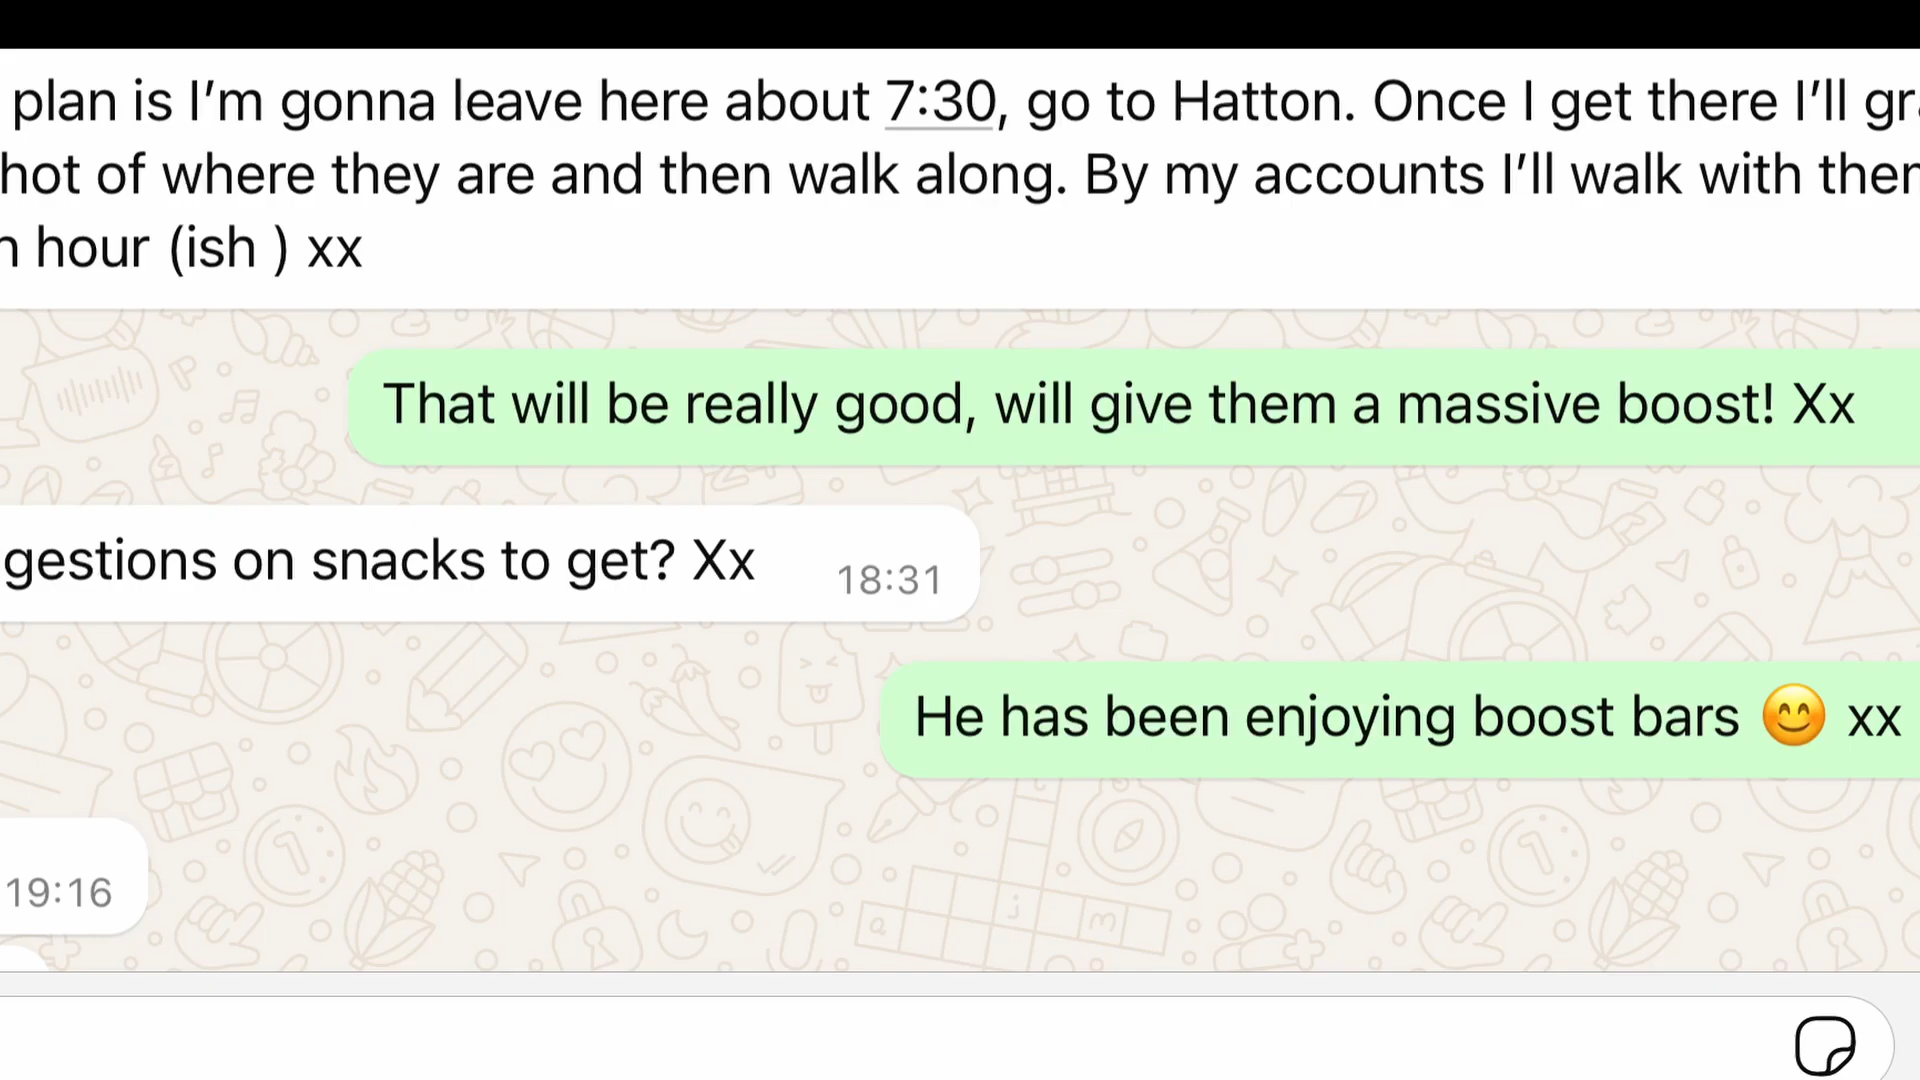 plan is I'm gonna leave here about 7:30, go to Hatton. Once I get there I'll
of where they are and then walk along. By my accounts I'll walk with
hour (ish ) xx
That will be really good, will give them a massive boost! Xx
gestions on snacks to get? Xx 18:31
He has been enjoying boost bars 😊 xx
19:16